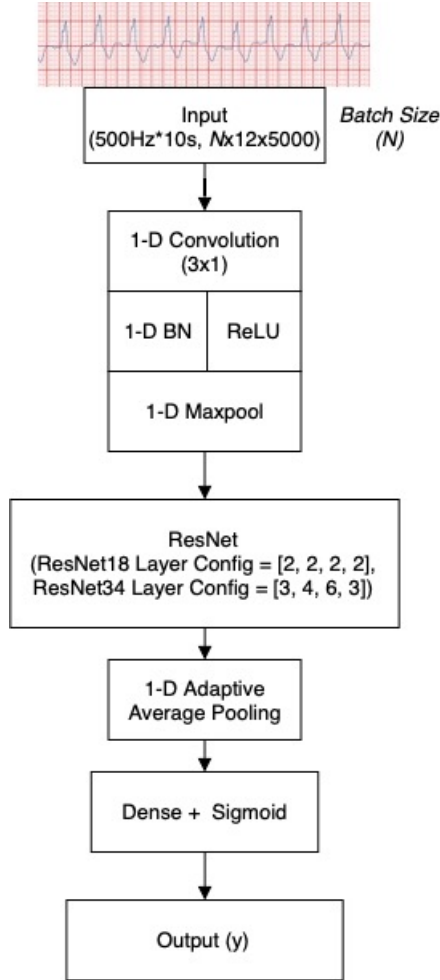 Input
(500Hz*10s, Nx12x5000)
Batch Size
(N)
1-D Convolution
(3x1)
1-D BN
ReLU
1-D Maxpool
ResNet
(ResNet18 Layer Config = [2, 2, 2, 2],
ResNet34 Layer Config = [3, 4, 6, 3])
1-D Adaptive
Average Pooling
Dense + Sigmoid
Output (y)